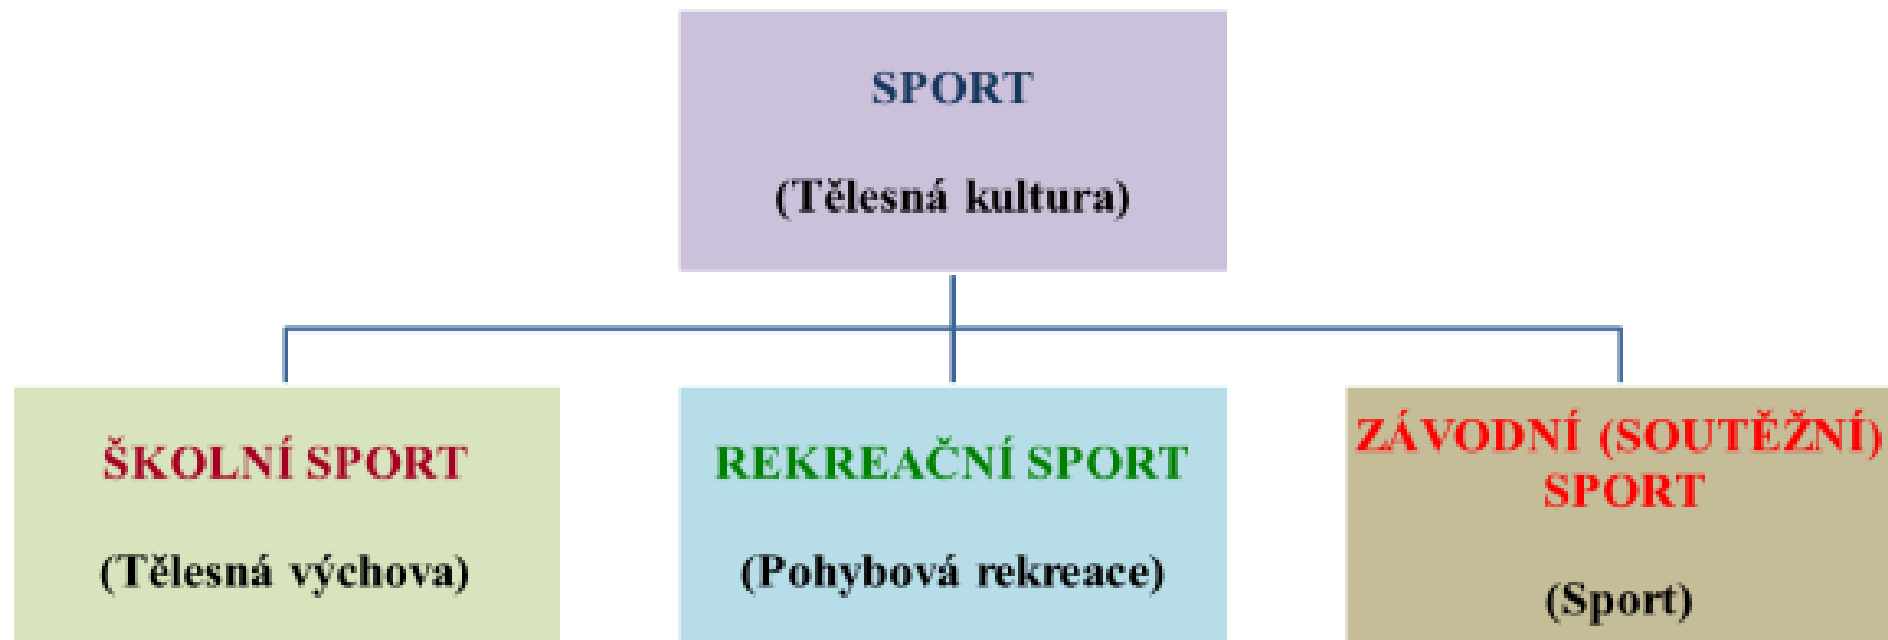 SPORT
(Tělesná kultura)
ŠKOLNÍ SPORT
(Tělesná výchova)
REKREAČNÍ SPORT
(Pohybová rekreace)
ZÁVODNÍ (SOUTĚŽNÍ)
SPORT
(Sport)